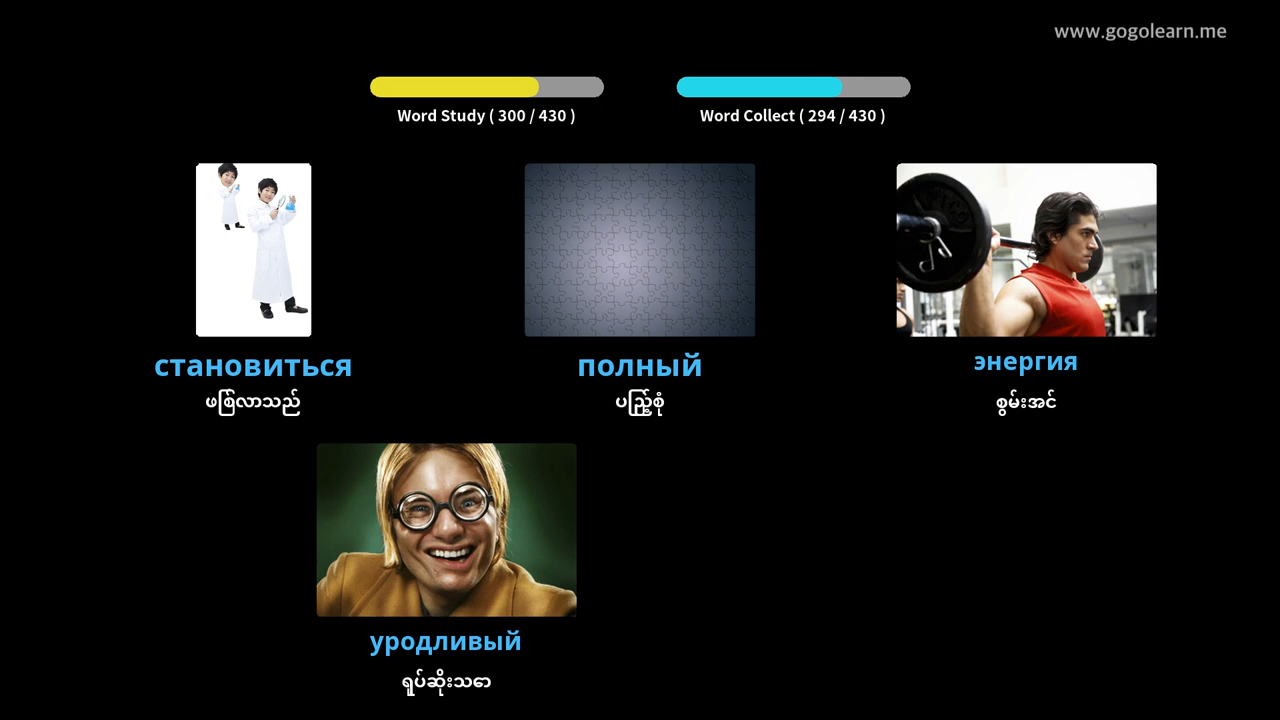 www.gogolearn.me
Word Study ( 300 / 430 )
Word Collect ( 294 / 430 )
становиться
полный
энергия
ဖြစ်လာသည်
ပြည့်စုံ
စွမ်းအင်
уродливый
ရုပ်ဆိုးသော